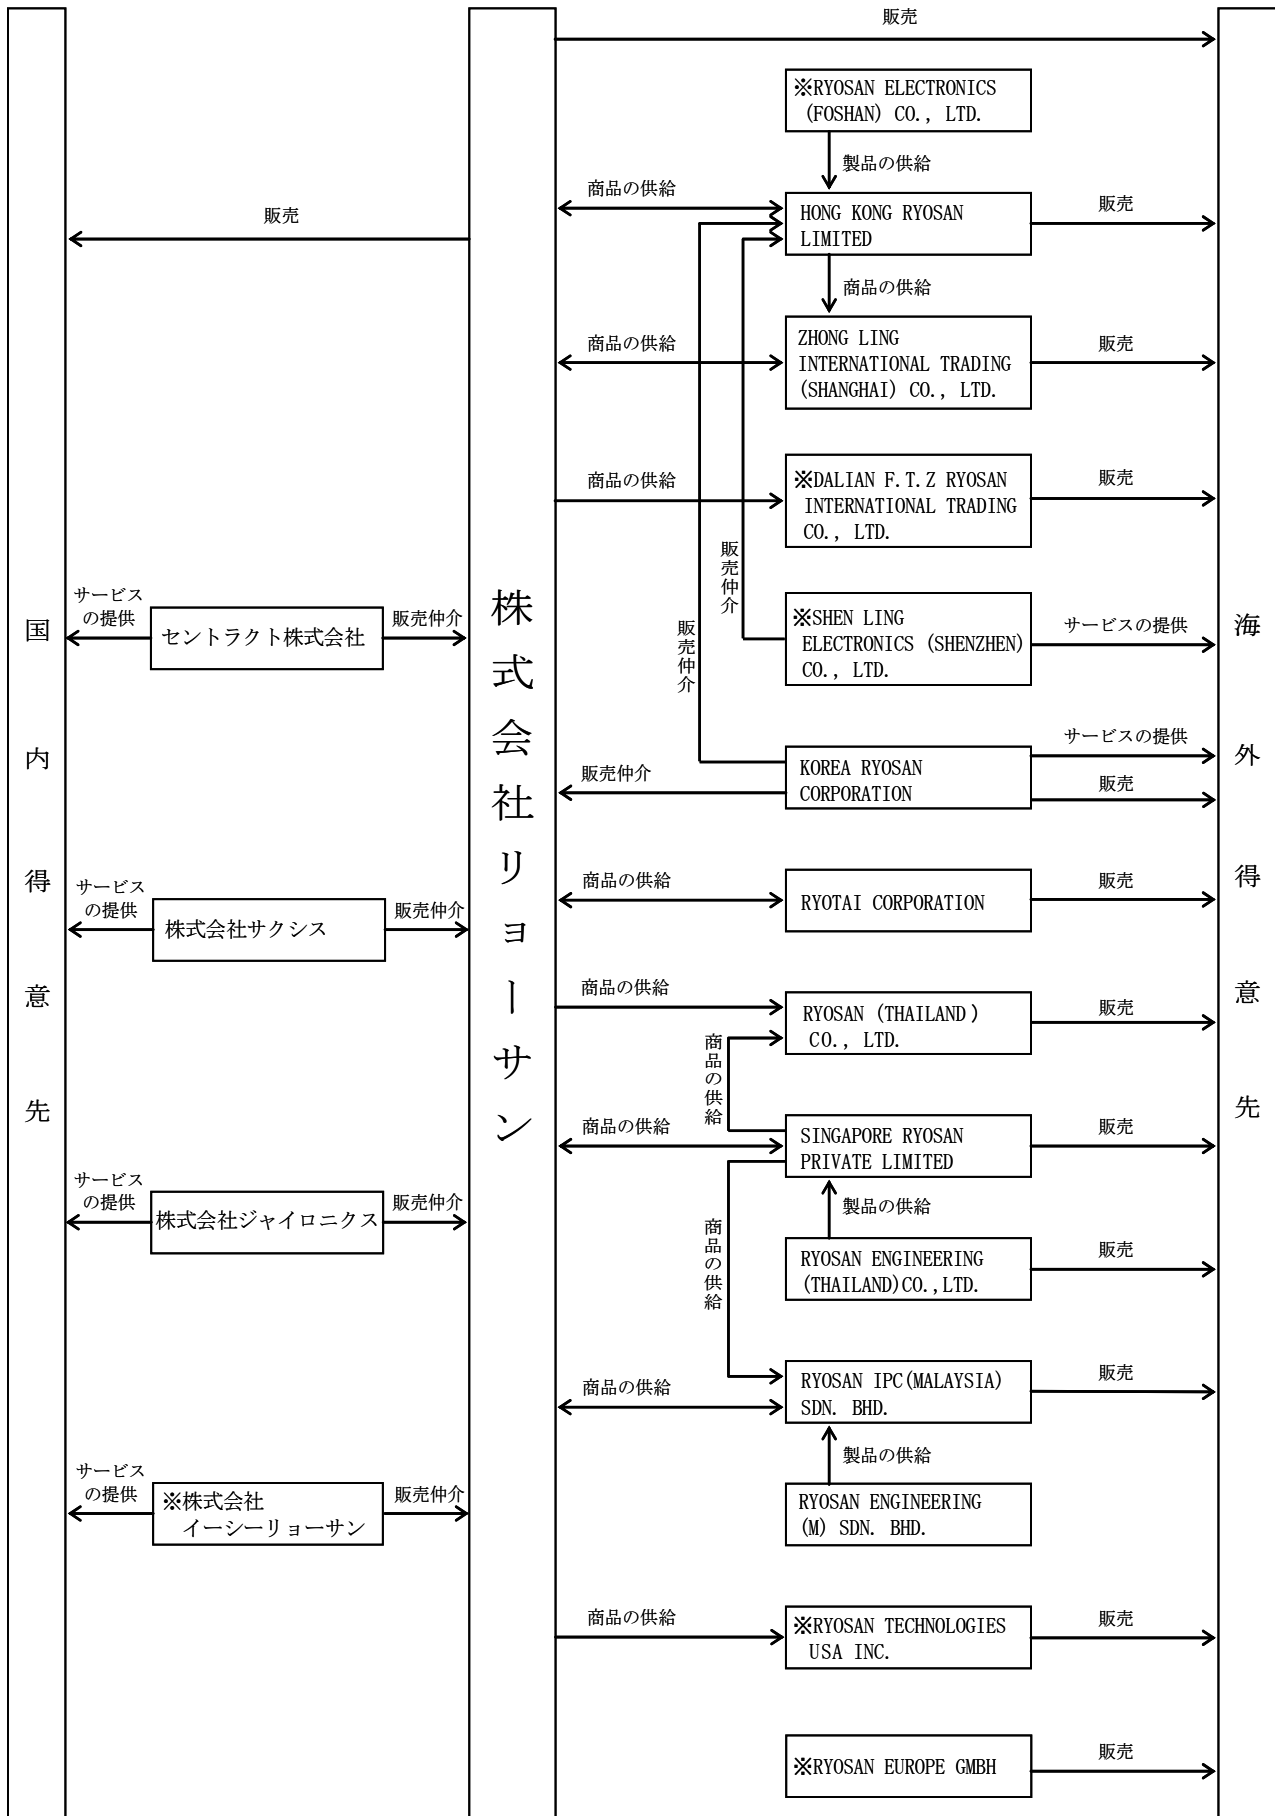 国内得意先
株式会社リョーサン
海外得意先
販売
※RYOSAN ELECTRONICS
(FOSHAN) CO., LTD.
製品の供給
商品の供給
HONG KONG RYOSAN
LIMITED
販売
販売
商品の供給
商品の供給
ZHONG LING
INTERNATIONAL TRADING
(SHANGHAI) CO., LTD.
販売
商品の供給
※DALIAN F.T.Z RYOSAN
INTERNATIONAL TRADING
CO., LTD.
販売
販売仲介
販売仲介
サービス
の提供
セントラクト株式会社
販売仲介
※SHEN LING
ELECTRONICS (SHENZHEN)
CO., LTD.
サービスの提供
販売仲介
KOREA RYOSAN
CORPORATION
サービスの提供
販売
サービス
の提供
株式会社サクシス
販売仲介
商品の供給
RYOTAI CORPORATION
販売
商品の供給
RYOSAN (THAILAND)
CO., LTD.
販売
商品の供給
商品の供給
SINGAPORE RYOSAN
PRIVATE LIMITED
販売
サービス
の提供
株式会社ジャイロニクス
販売仲介
製品の供給
商品の供給
RYOSAN ENGINEERING
(THAILAND)CO.,LTD.
販売
商品の供給
RYOSAN IPC(MALAYSIA)
SDN. BHD.
販売
製品の供給
サービス
の提供
※株式会社
イーシーリョーサン
販売仲介
RYOSAN ENGINEERING
(M) SDN. BHD.
商品の供給
※RYOSAN TECHNOLOGIES
USA INC.
販売
※RYOSAN EUROPE GMBH
販売